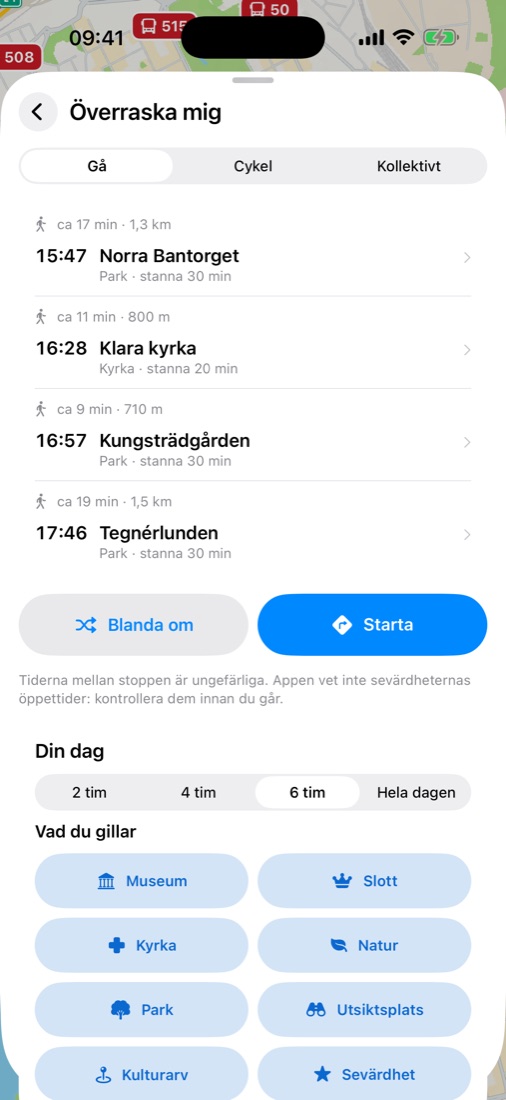 50
515
09:41
508
Överraska mig
Gå
Cykel
Kollektivt
ca 17 min · 1,3 km
15:47 Norra Bantorget
Park · stanna 30 min
ca 11 min · 800 m
16:28 Klara kyrka
Kyrka · stanna 20 min
ca 9 min · 710 m
16:57 Kungsträdgården
Park · stanna 30 min
ca 19 min · 1,5 km
17:46 Tegnérlunden
Park · stanna 30 min
Blanda om
Starta
Tiderna mellan stoppen är ungefärliga. Appen vet inte sevärdheternas
öppettider: kontrollera dem innan du går.
Din dag
2 tim
4 tim
6 tim
Hela dagen
Vad du gillar
Museum
Slott
Kyrka
Natur
Park
Utsiktsplats
Kulturarv
Sevärdhet